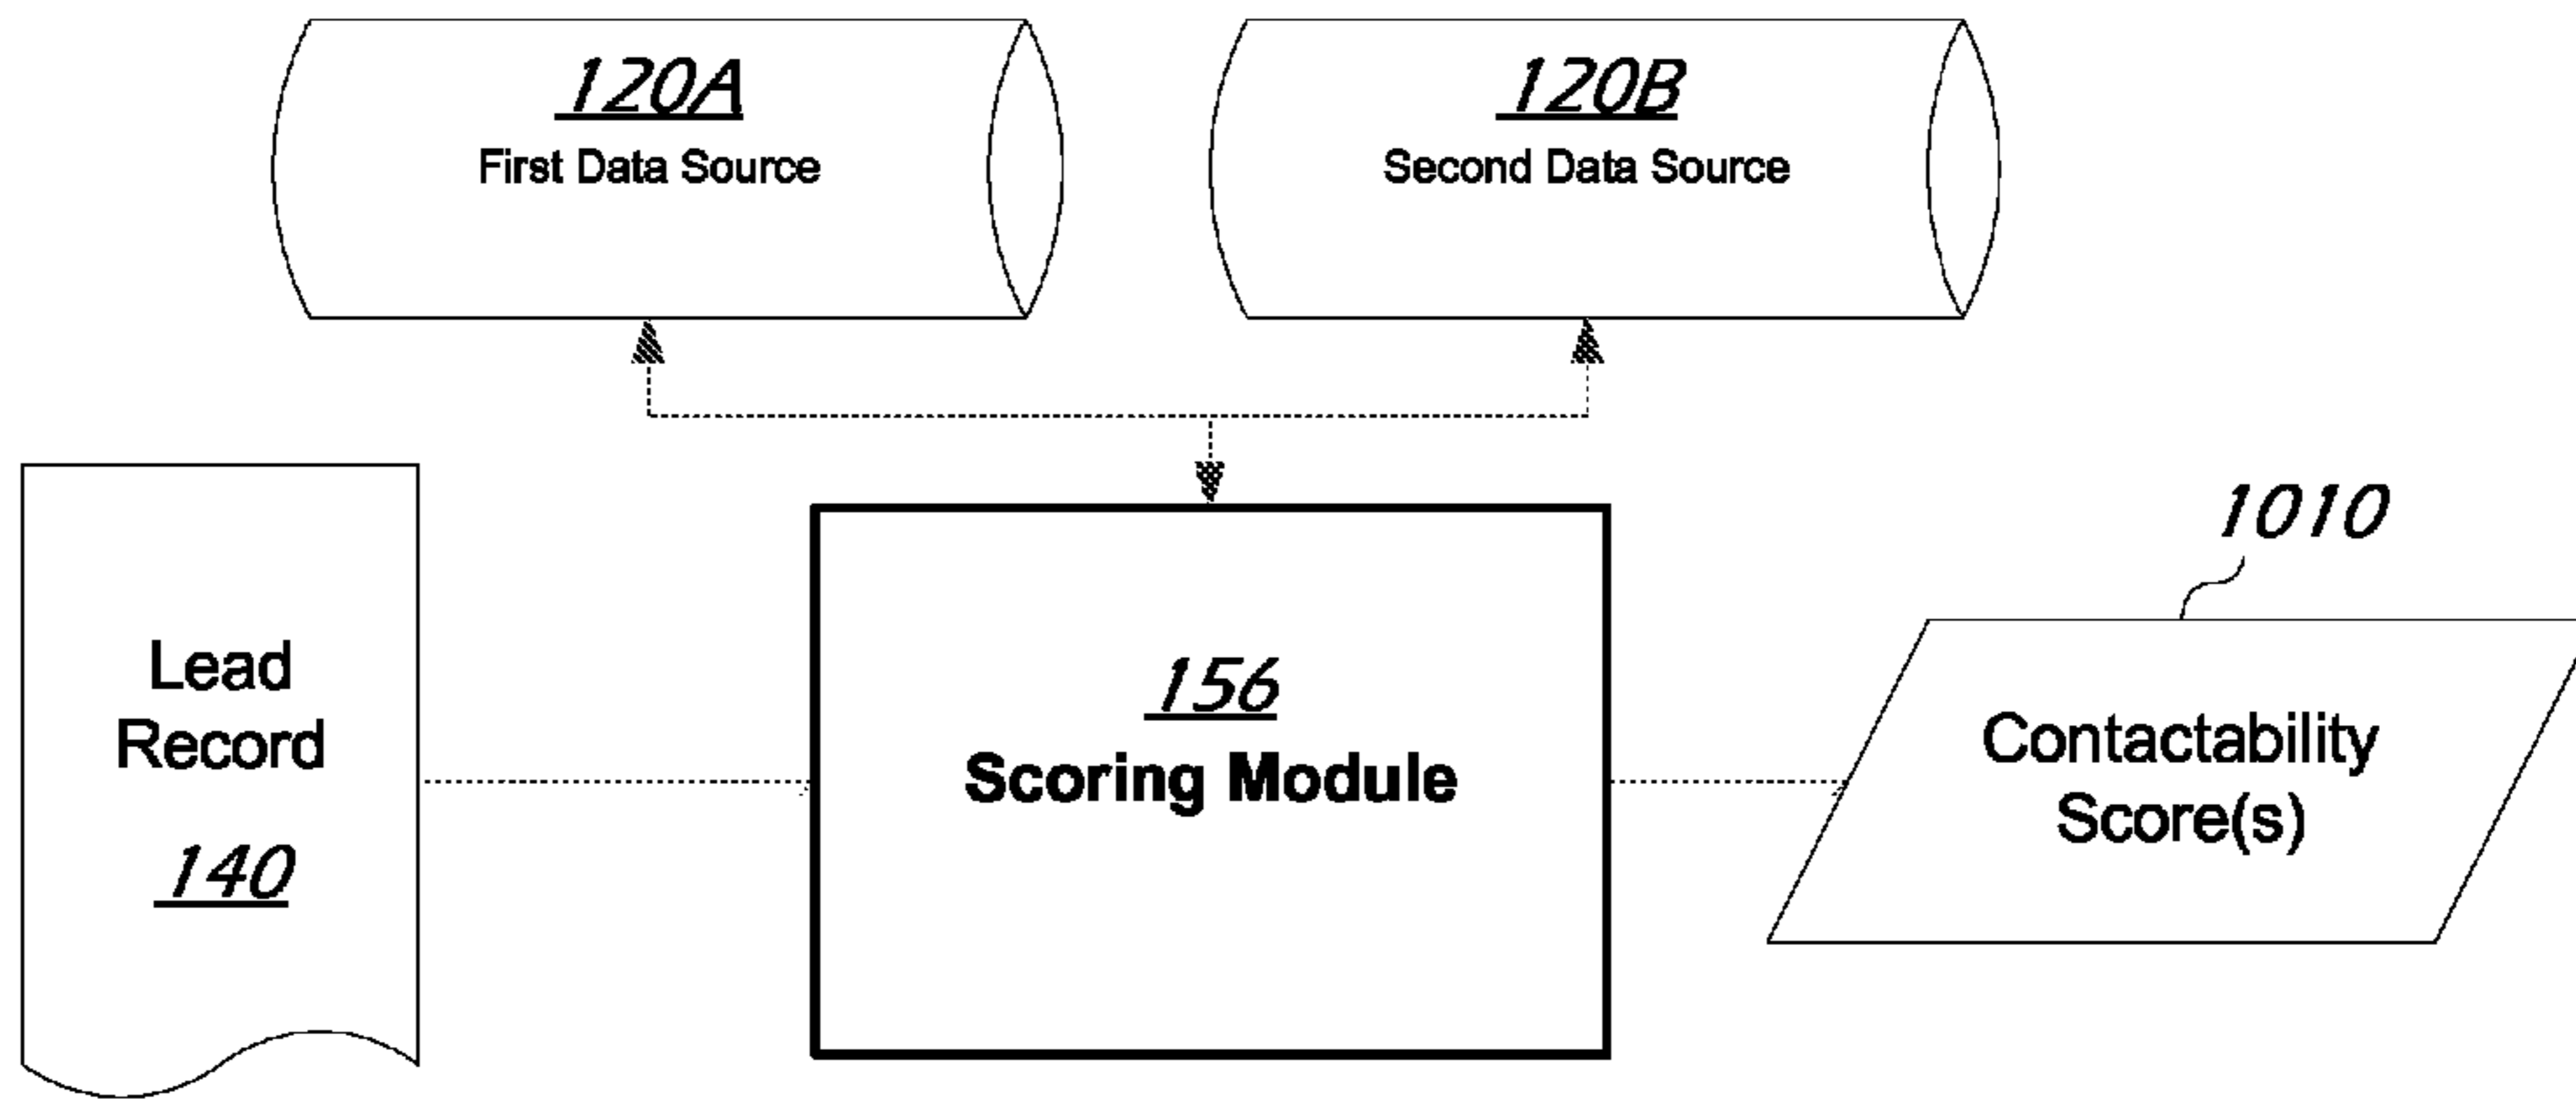 120A
First Data Source
120B
Second Data Source
1010
Lead
Record
140
156
Scoring Module
Contactability
Score(s)